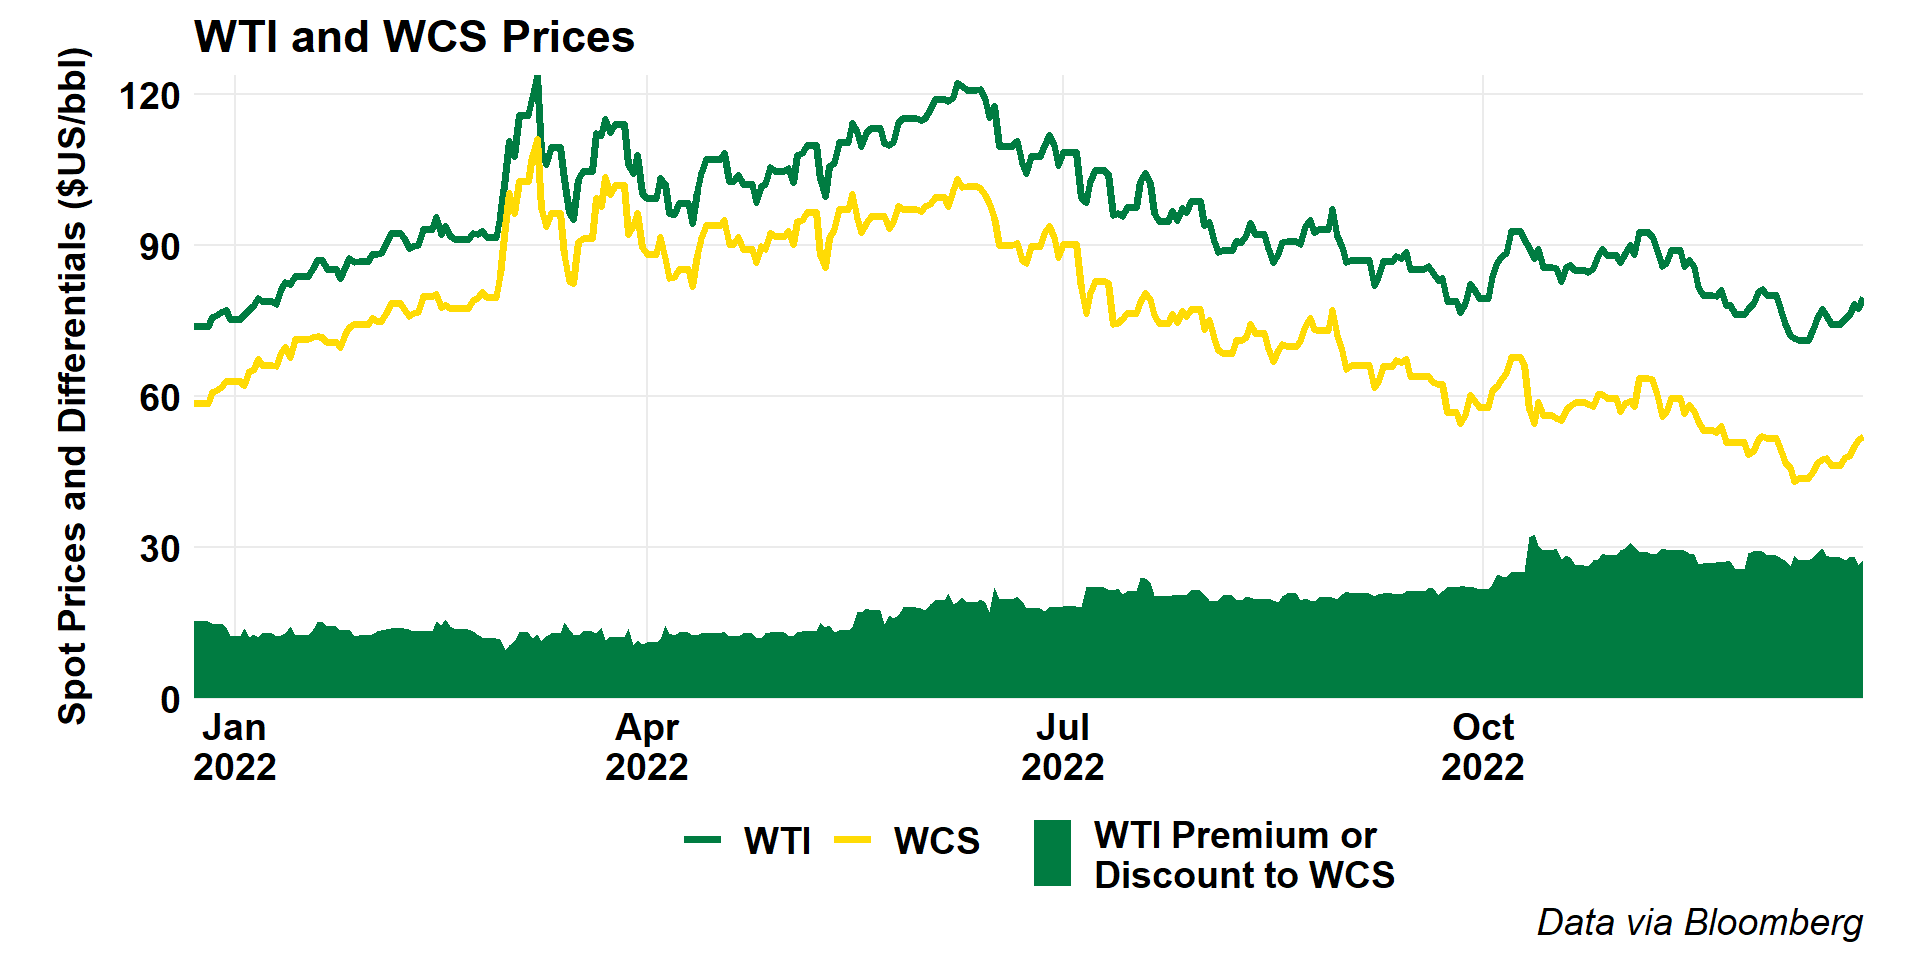 WTI and WCS Prices
Spot Prices and Differentials ($US/bbl)
120
90
60
30
0
Jan
2022
Apr
2022
Jul
2022
Oct
2022
WTI
WCS
WTI Premium or
Discount to WCS
Data via Bloomberg